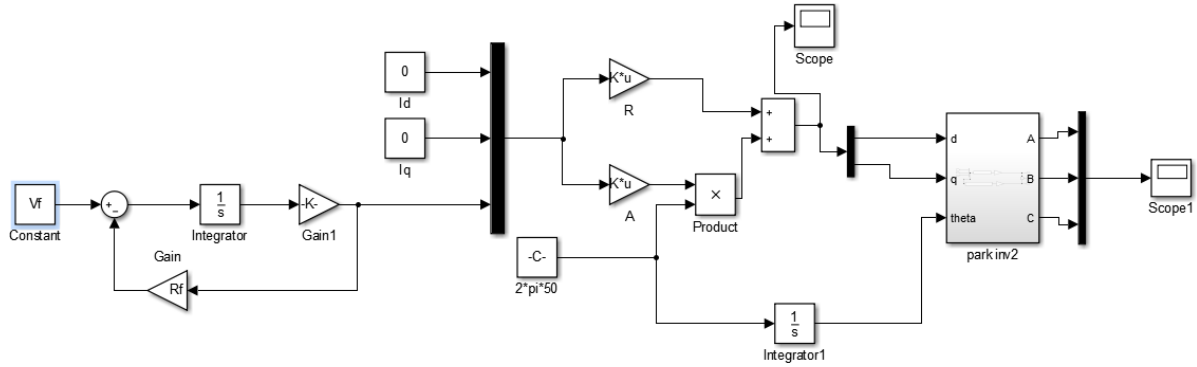 Scope
0
Id
K*u
R
0
Iq
+
+
d
A
Vf
Constant
+
−
1
s
Integrator
-K-
Gain1
K*u
A
×
Product
q
B
theta
C
park inv2
Scope1
Gain
Rf
-C-
2*pi*50
1
s
Integrator1